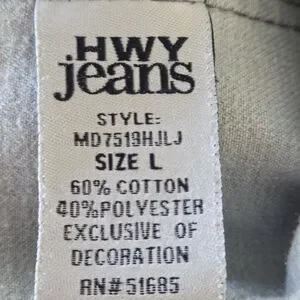 HWY
jeans
STYLE:
MD7519HJLJ
SIZE L
60% COTTON
40%POLYESTER
EXCLUSIVE OF
DECORATION
RN#51685